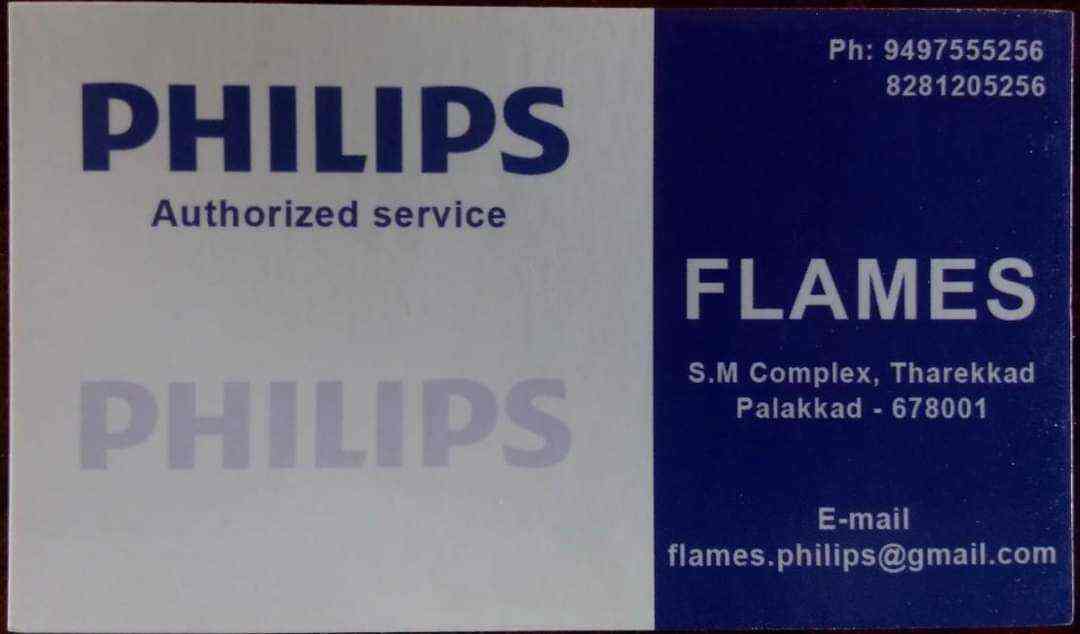 PHILIPS
Authorized service
PHILIPS
Ph: 9497555256
8281205256
FLAMES
S.M Complex, Tharekkad
Palakkad - 678001
E-mail
flames.philips@gmail.com